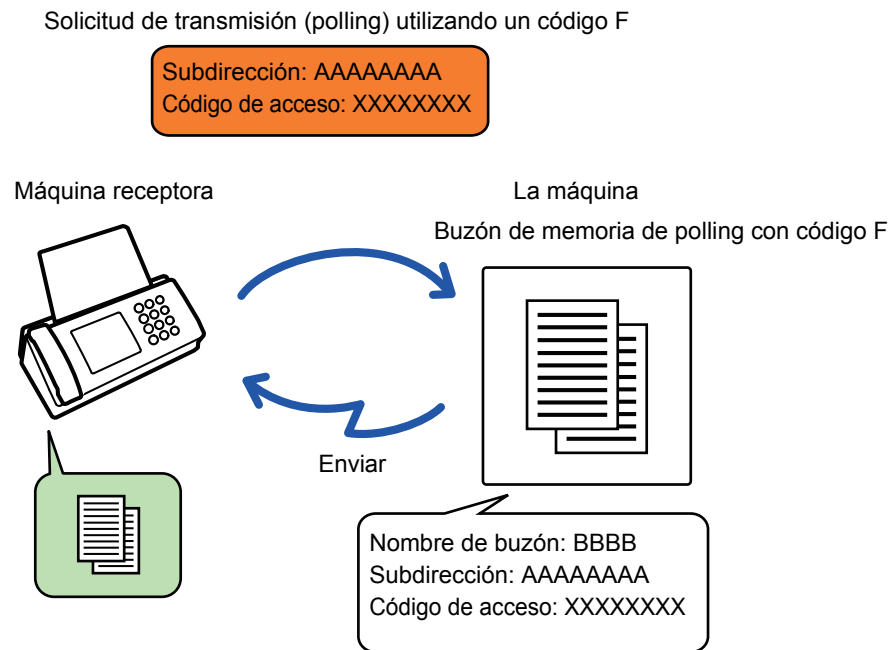 Solicitud de transmisión (polling) utilizando un código F
Subdirección: AAAAAAAA
Código de acceso: XXXXXXXX
Máquina receptora
La máquina
Buzón de memoria de polling con código F
Enviar
Nombre de buzón: BBBB
Subdirección: AAAAAAAA
Código de acceso: XXXXXXXX